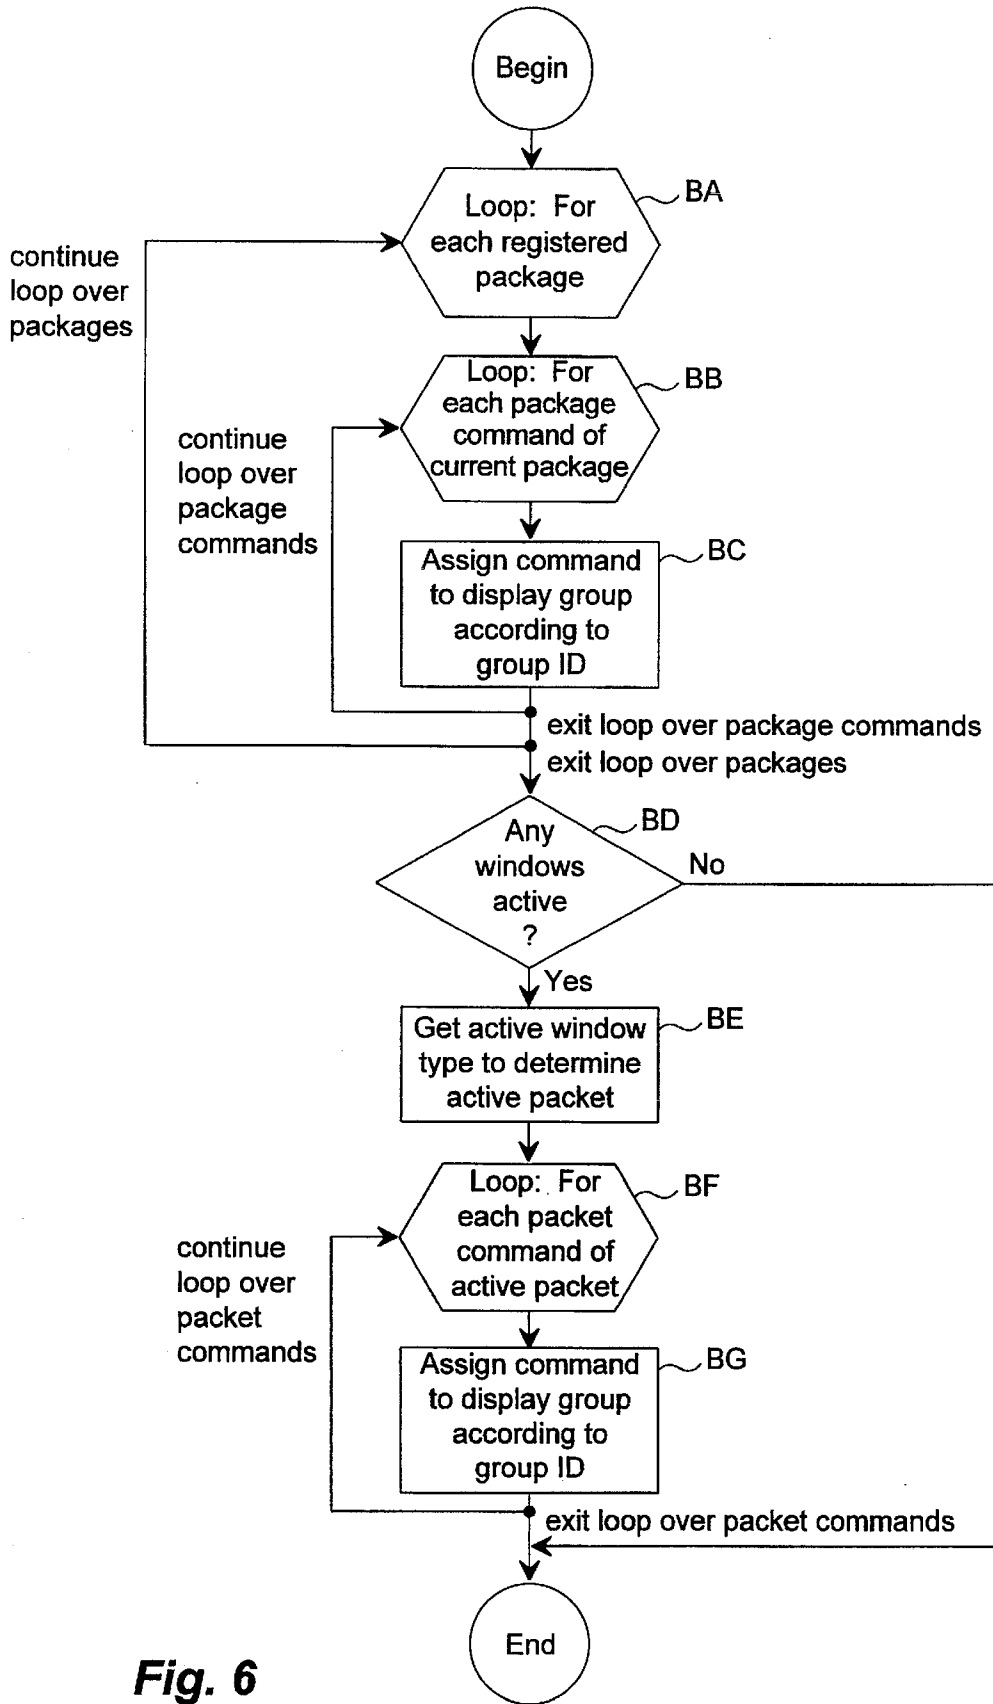 Begin
Loop: For
each registered
package
BA
continue
loop over
packages
Loop: For
each package
command of
current package
BB
continue
loop over
package
commands
Assign command
to display group
according to
group ID
BC
exit loop over package commands
exit loop over packages
Any
windows
active
?
BD
No
Yes
Get active window
type to determine
active packet
BE
Loop: For
each packet
command of
active packet
BF
continue
loop over
packet
commands
Assign command
to display group
according to
group ID
BG
exit loop over packet commands
End
Fig. 6